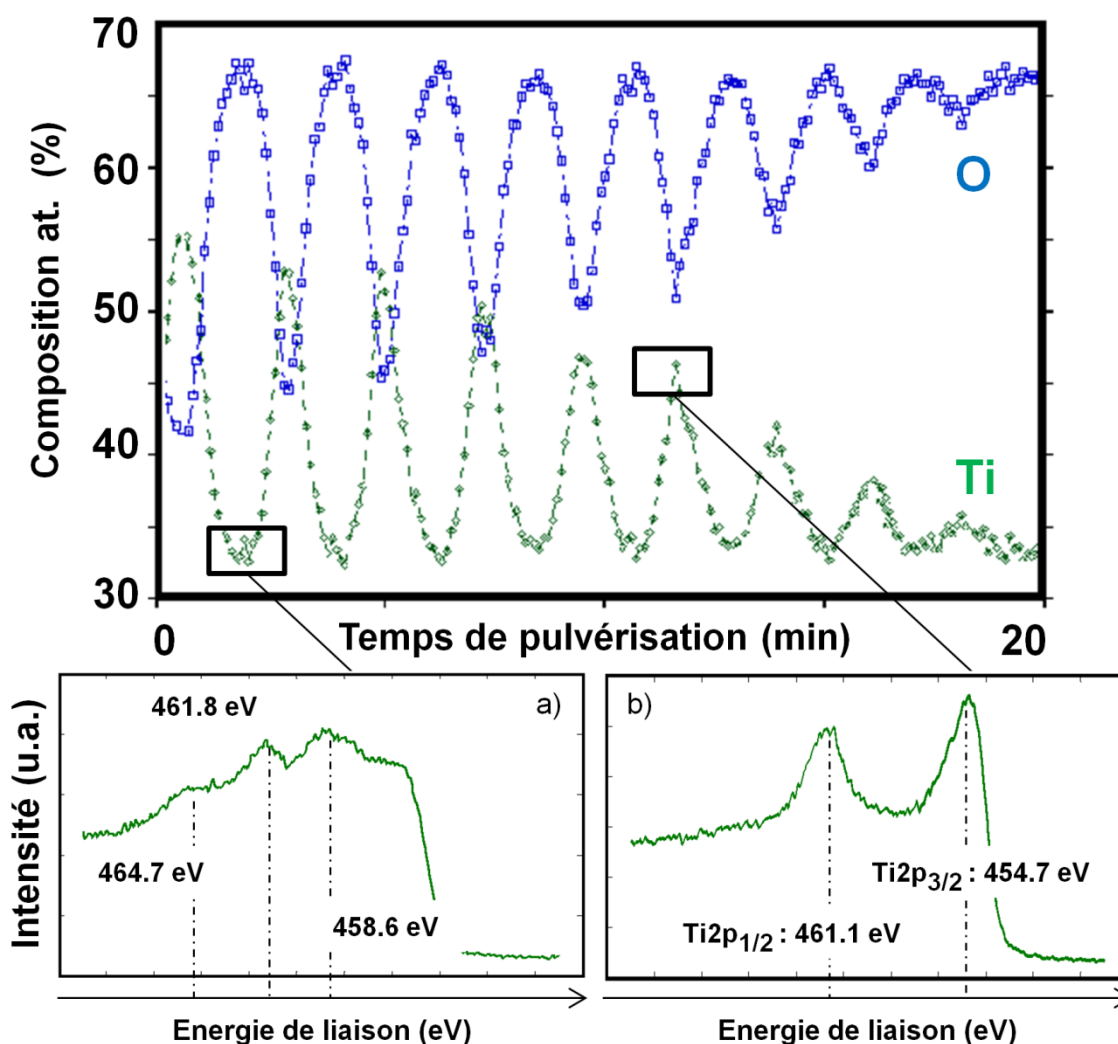 70
60
50
40
30
Composition at. (%)
O
Ti
0
Temps de pulvérisation (min)
20
Intensité (u.a.)
461.8 eV
a)
464.7 eV
458.6 eV
Energie de liaison (eV)
b)
Ti2p3/2 : 454.7 eV
Ti2p1/2 : 461.1 eV
Energie de liaison (eV)